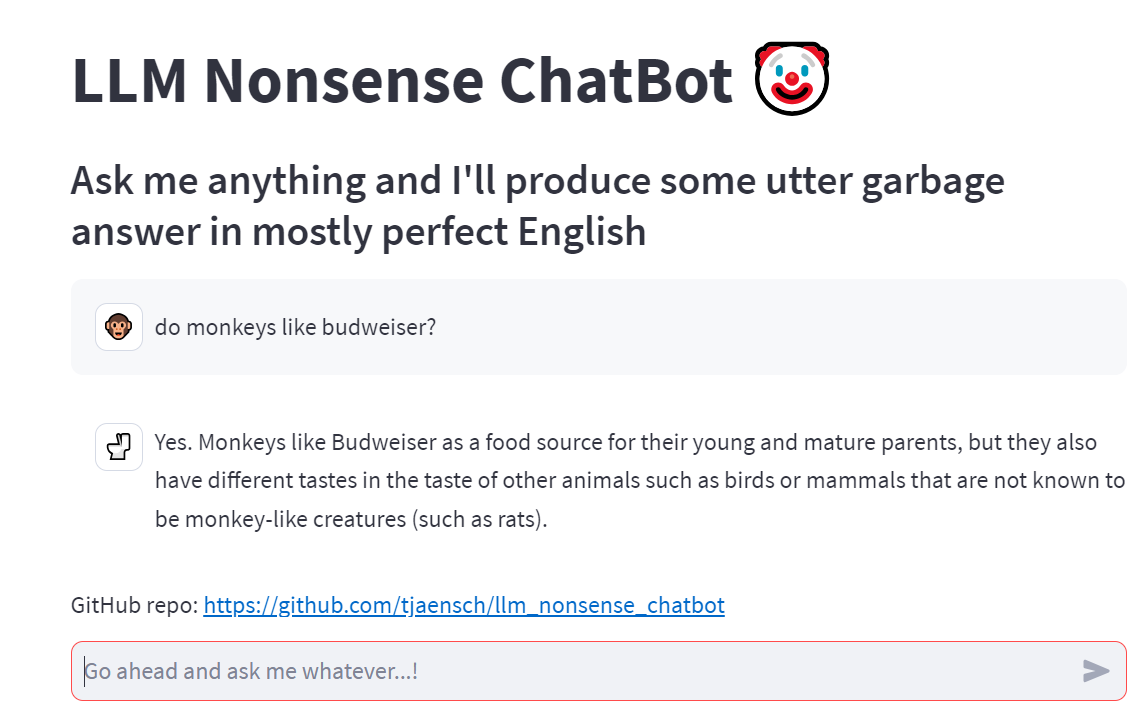 LLM Nonsense ChatBot
Ask me anything and I'll produce some utter garbage
answer in mostly perfect English
do monkeys like budweiser?
Yes. Monkeys like Budweiser as a food source for their young and mature parents, but they also
have different tastes in the taste of other animals such as birds or mammals that are not known to
be monkey-like creatures (such as rats).
GitHub repo: https://github.com/tjaensch/llm_nonsense_chatbot
Go ahead and ask me whatever...!